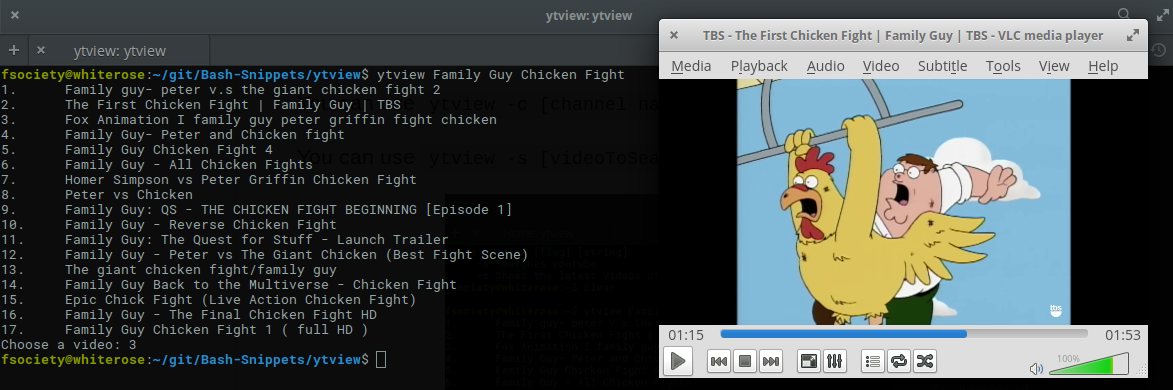 ytview: ytview
ytview: ytview
fsociety@whiterose:~/git/Bash-Snippets/ytview$ ytview Family Guy Chicken Fight
1. Family guy- peter v.s the giant chicken fight 2
2. The First Chicken Fight | Family Guy | TBS
3. Fox Animation I family guy peter griffin fight chicken
4. Family Guy- Peter and Chicken fight
5. Family Guy Chicken Fight 4
6. Family Guy - All Chicken Fights
7. Homer Simpson vs Peter Griffin Chicken Fight
8. Peter vs Chicken
9. Family Guy: QS - THE CHICKEN FIGHT BEGINNING [Episode 1]
10. Family Guy - Reverse Chicken Fight
11. Family Guy: The Quest for Stuff - Launch Trailer
12. Family Guy - Peter vs The Giant Chicken (Best Fight Scene)
13. The giant chicken fight/family guy
14. Family Guy Back to the Multiverse - Chicken Fight
15. Epic Chick Fight (Live Action Chicken Fight)
16. Family Guy - The Final Chicken Fight HD
17. Family Guy Chicken Fight 1 ( full HD )
Choose a video: 3
fsociety@whiterose:~/git/Bash-Snippets/ytview$
ytview -c [channel na
You can use ytview -s [videoToSea
TBS - The First Chicken Fight | Family Guy | TBS - VLC media player
Media Playback Audio Video Subtitle Tools View Help
tbs
01:15 01:53
100%